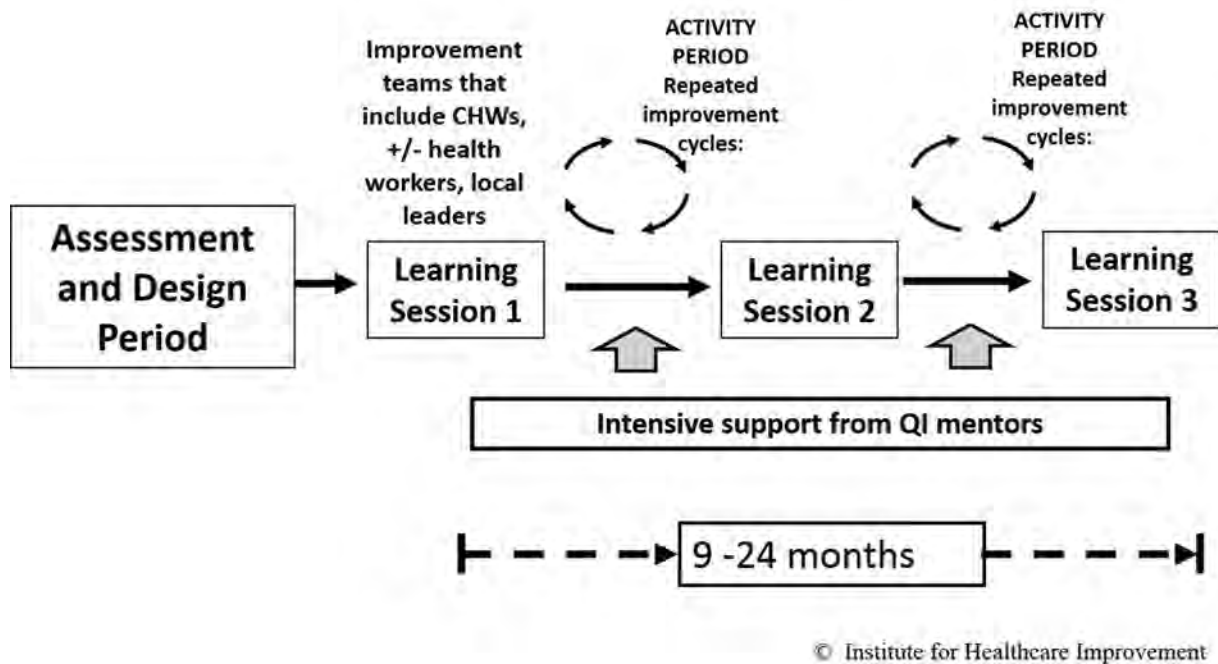 Improvement
teams that
include CHWs,
+/- health
workers, local
leaders
ACTIVITY
PERIOD
Repeated
improvement
cycles:
ACTIVITY
PERIOD
Repeated
improvement
cycles:
Assessment
and Design
Period
Learning
Session 1
Learning
Session 2
Learning
Session 3
Intensive support from QI mentors
9 -24 months
© Institute for Healthcare Improvement